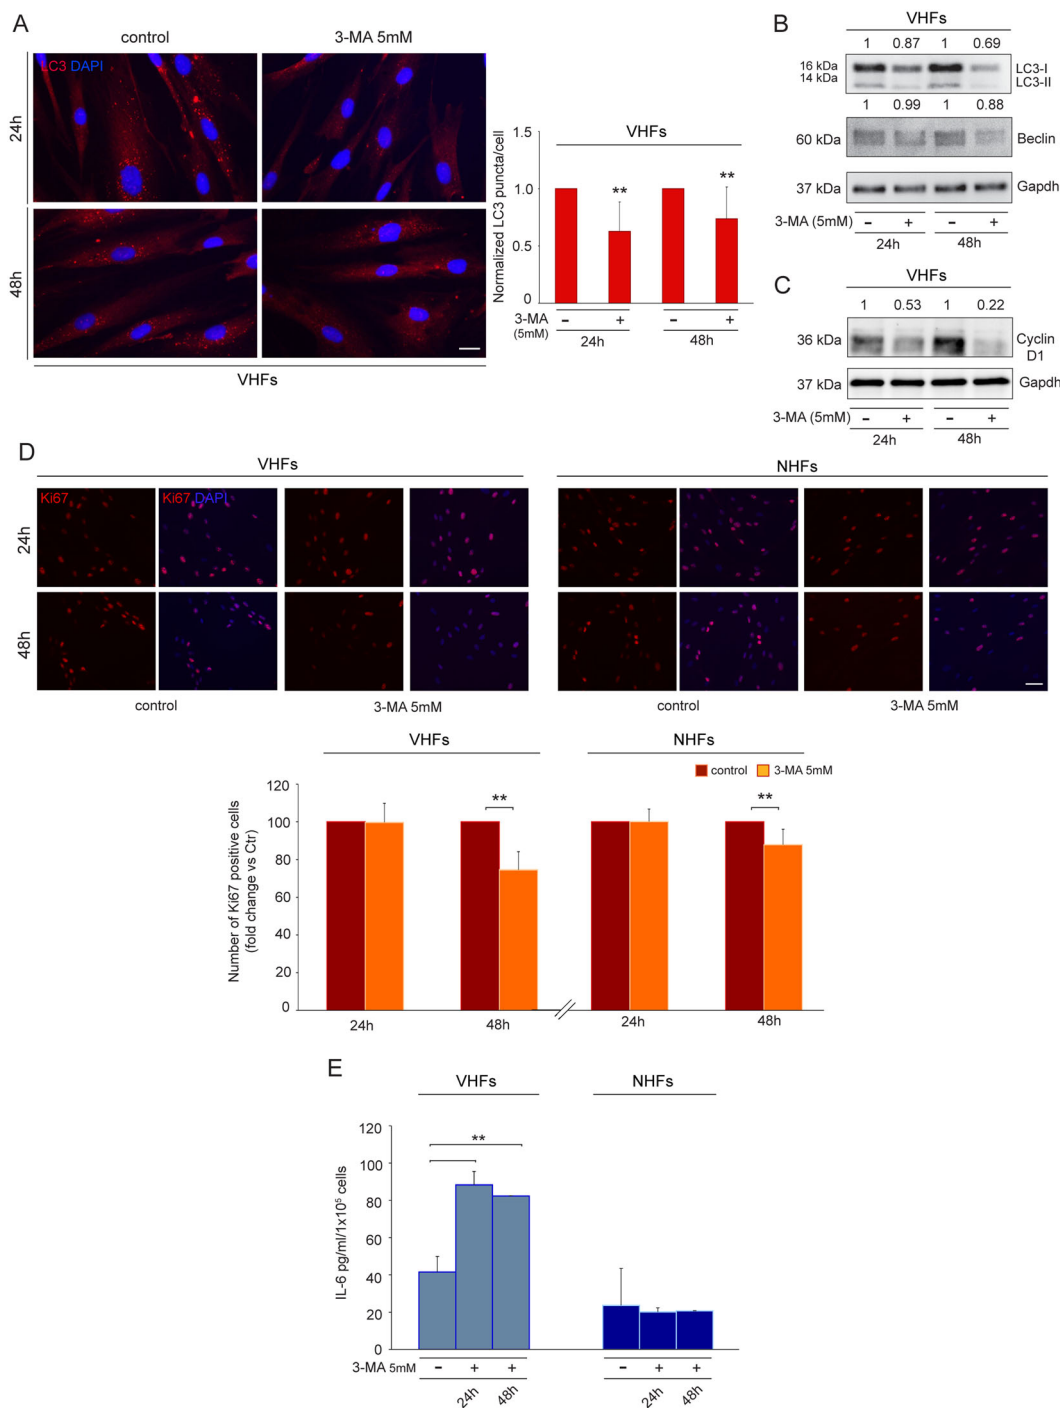 A
control 3-MA 5mM
LC3 DAPI
24h
48h
VHFs
VHFs
Normalized LC3 puncta/cell
1.5
1.0
0.5
0
** **
3-MA (5mM) – + – +
24h 48h
B
VHFs
1 0.87 1 0.69
16 kDa LC3-I
14 kDa LC3-II
1 0.99 1 0.88
60 kDa Beclin
37 kDa Gapdh
3-MA (5mM) – + – +
24h 48h
C
VHFs
1 0.53 1 0.22
36 kDa Cyclin D1
37 kDa Gapdh
3-MA (5mM) – + – +
24h 48h
D
VHFs NHFs
Ki67 Ki67 DAPI
24h
48h
control 3-MA 5mM control 3-MA 5mM
VHFs NHFs
control 3-MA 5mM
Number of Ki67 positive cells
(fold change vs Ctr)
120
100
80
60
40
20
0
** **
24h 48h 24h 48h
E
VHFs NHFs
IL-6 pg/ml/1x10⁵ cells
120
100
80
60
40
20
0
**
3-MA 5mM – + + – + +
24h 48h 24h 48h